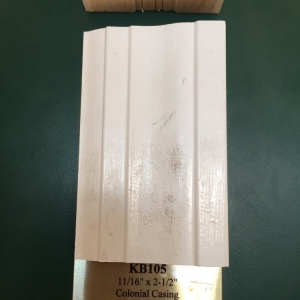 KB105
11/16" x 2-1/2"
Colonial Casing